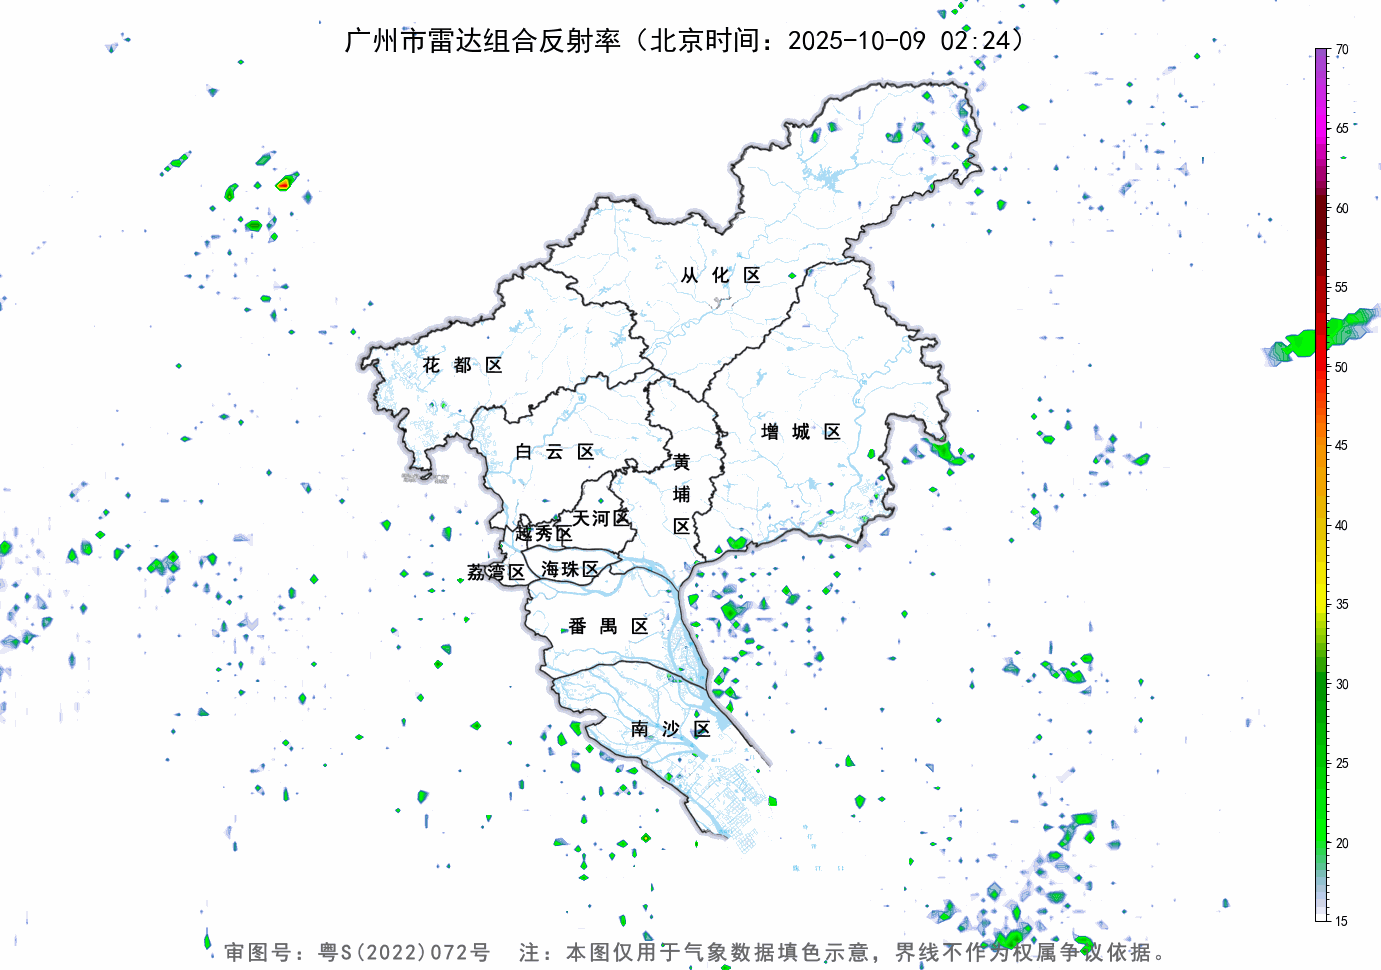 广州市雷达组合反射率（北京时间：2025-10-09 02:24）
70
65
60
55
50
45
40
35
30
25
20
15
从化区
花都区
增城区
白云区
黄埔区
天河区
越秀区
荔湾区
海珠区
番禺区
南沙区
审图号：粤S(2022)072号 注：本图仅用于气象数据填色示意，界线不作为权属争议依据。